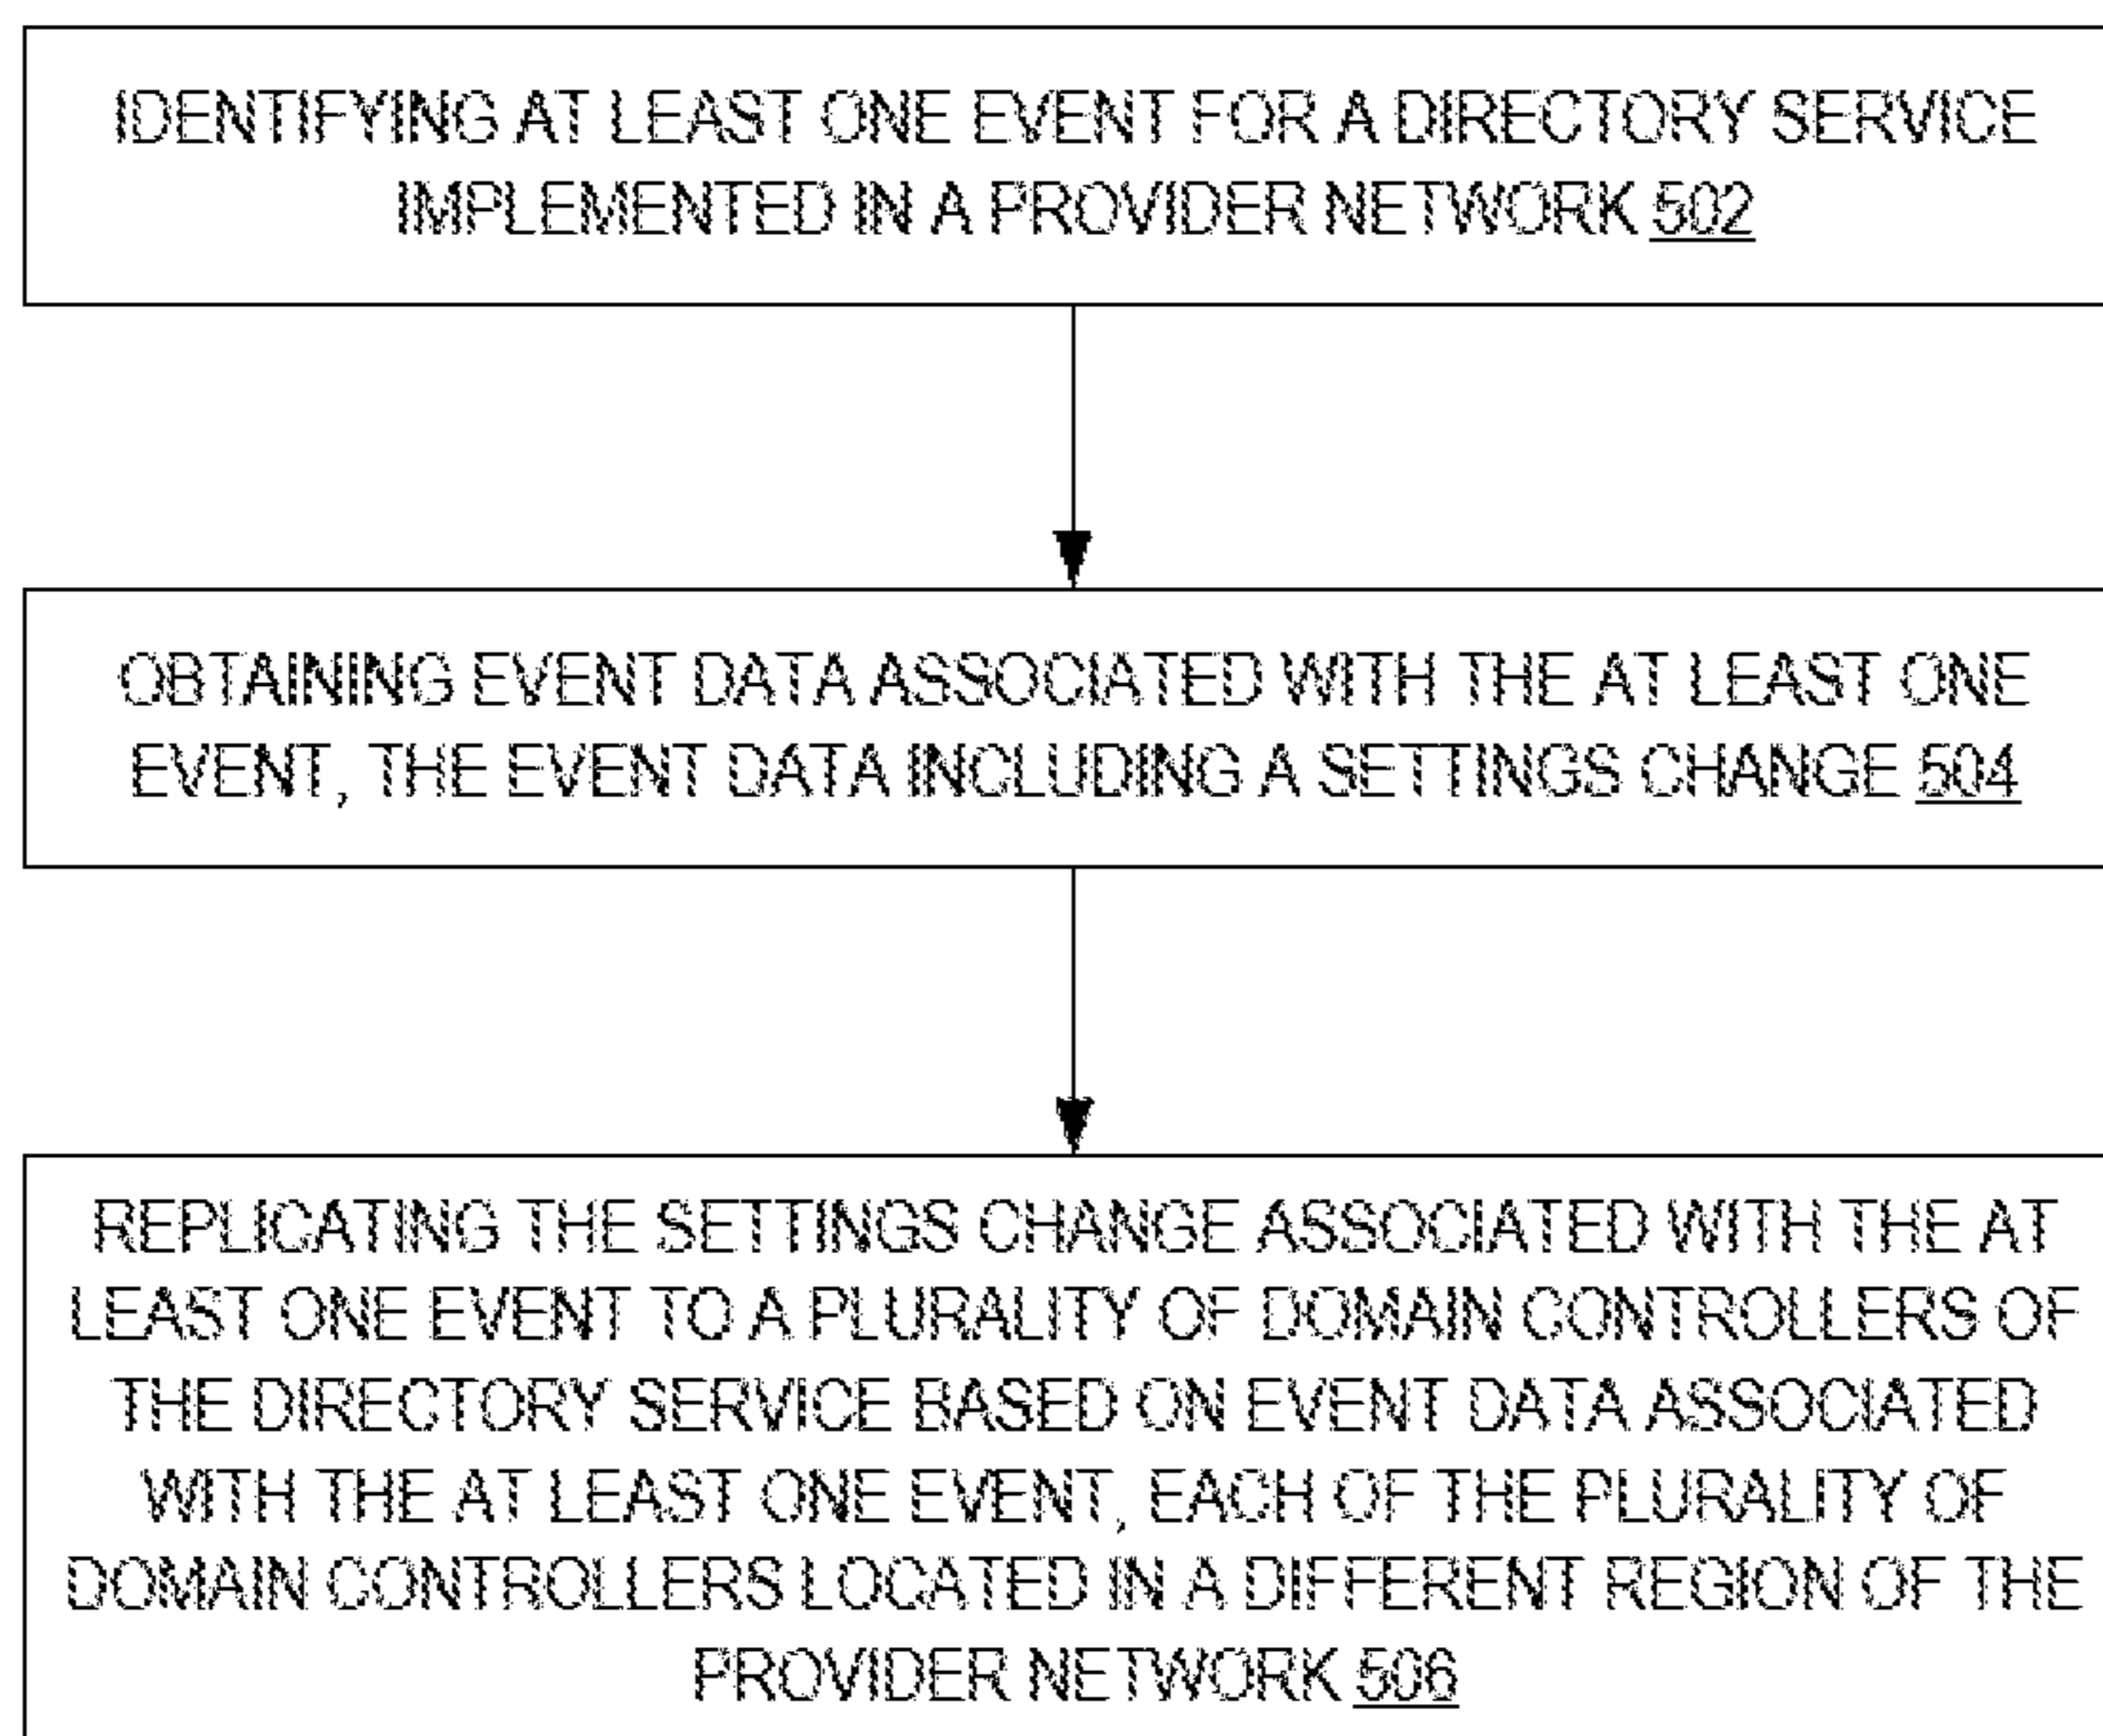 IDENTIFYING AT LEAST ONE EVENT FOR A DIRECTORY SERVICE
IMPLEMENTED IN A PROVIDER NETWORK 502
OBTAINING EVENT DATA ASSOCIATED WITH THE AT LEAST ONE
EVENT, THE EVENT DATA INCLUDING A SETTINGS CHANGE 504
REPLICATING THE SETTINGS CHANGE ASSOCIATED WITH THE AT
LEAST ONE EVENT TO A PLURALITY OF DOMAIN CONTROLLERS OF
THE DIRECTORY SERVICE BASED ON EVENT DATA ASSOCIATED
WITH THE AT LEAST ONE EVENT, EACH OF THE PLURALITY OF
DOMAIN CONTROLLERS LOCATED IN A DIFFERENT REGION OF THE
PROVIDER NETWORK 506